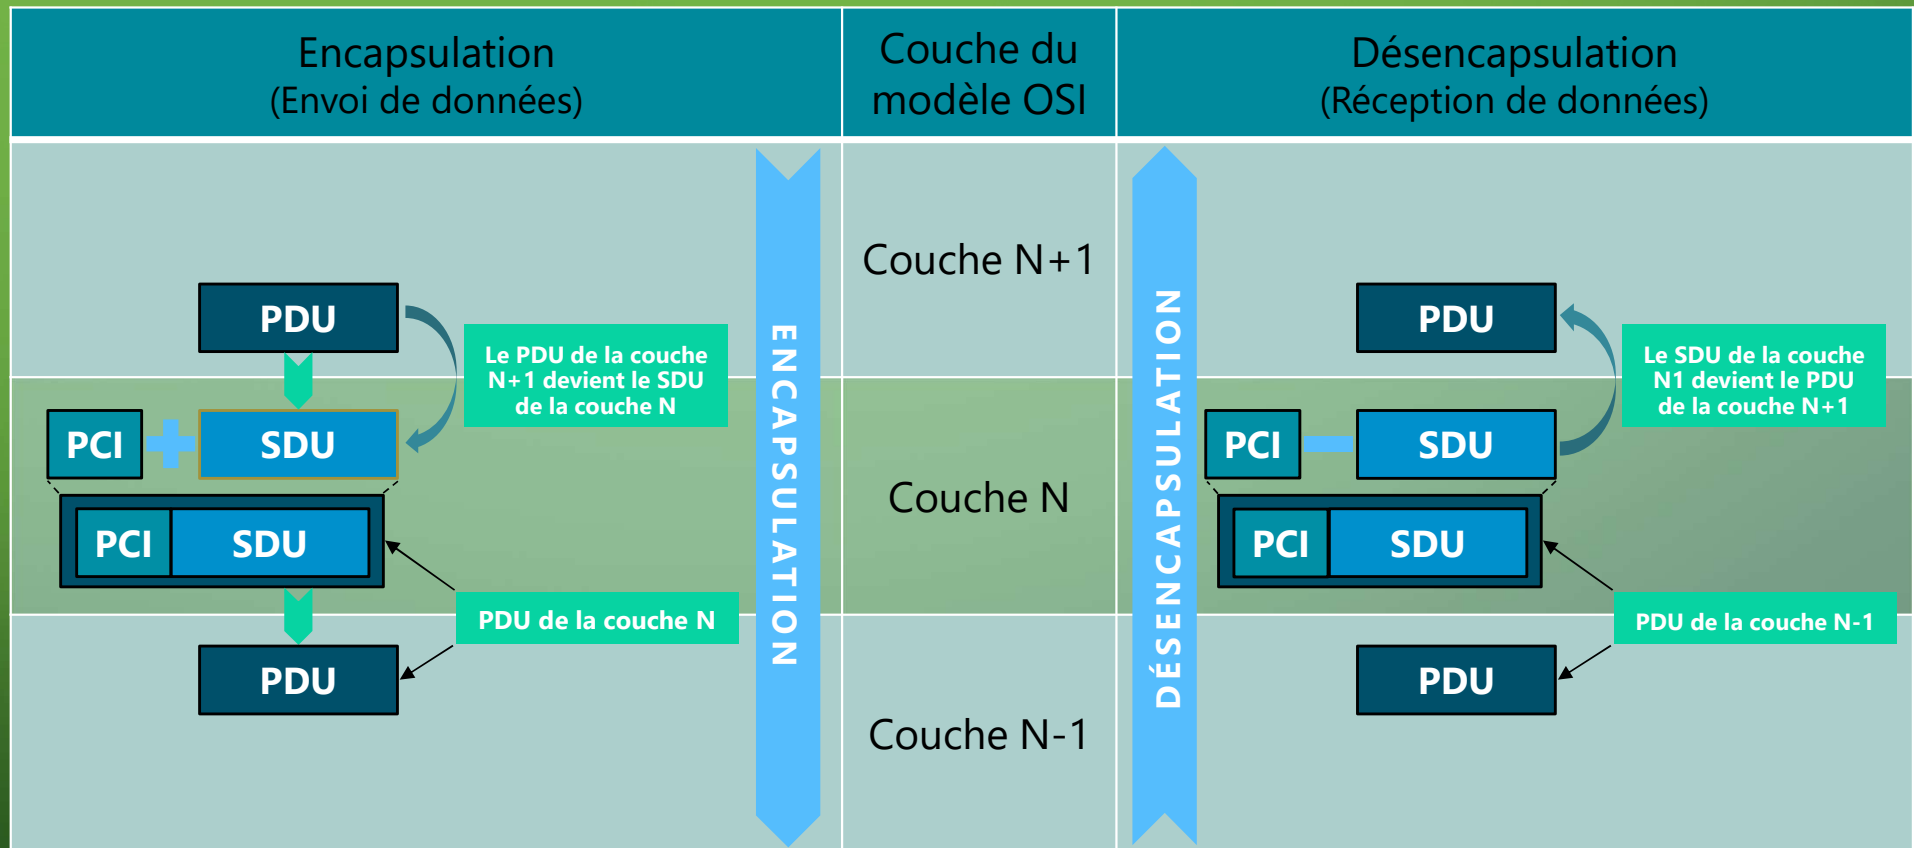 Encapsulation
(Envoi de données)
Couche du
modèle OSI
Désencapsulation
(Réception de données)
PDU
Le PDU de la couche
N+1 devient le SDU
de la couche N
PCI
SDU
PCI
SDU
PDU de la couche N
PDU
ENCAPSULATION
Couche N+1
Couche N
Couche N-1
DÉSENCAPSULATION
PDU
Le SDU de la couche
N1 devient le PDU
de la couche N+1
PCI
SDU
PCI
SDU
PDU de la couche N-1
PDU